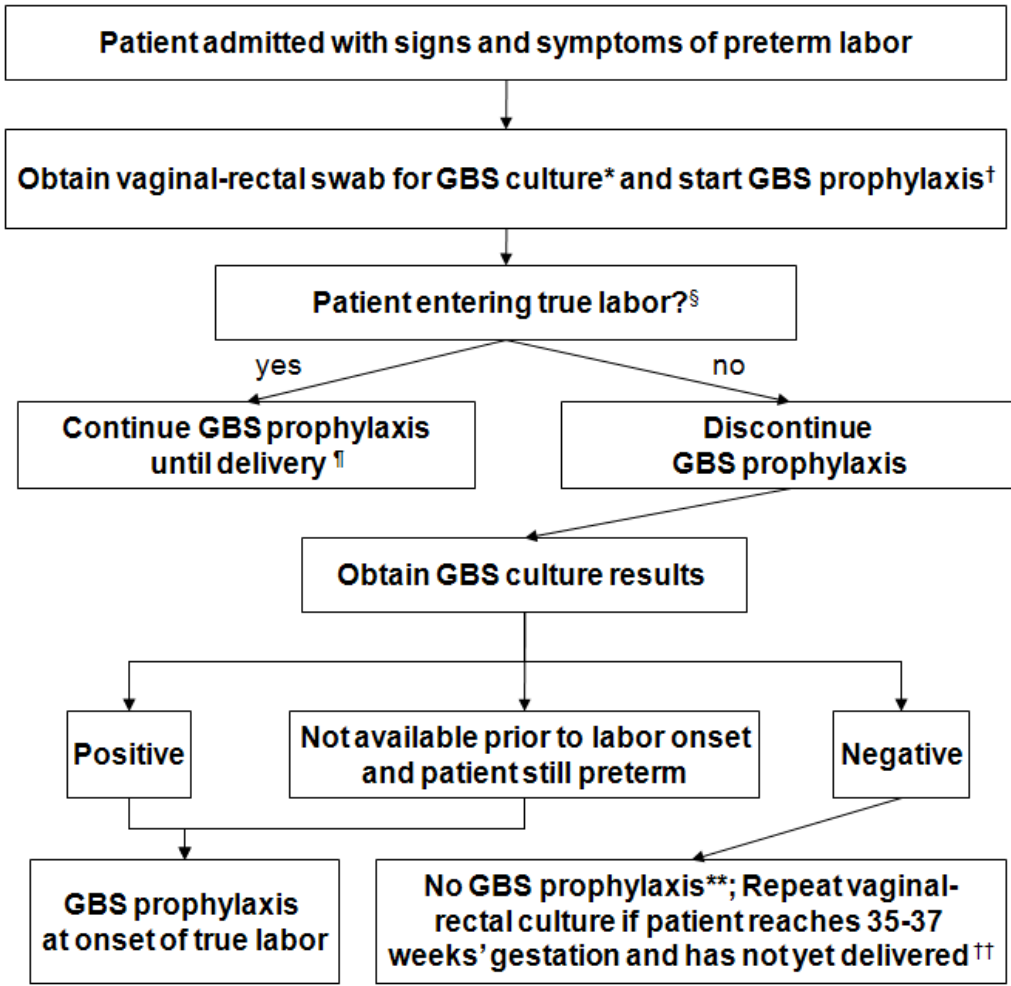 Patient admitted with signs and symptoms of preterm labor
Obtain vaginal-rectal swab for GBS culture* and start GBS prophylaxis†
Patient entering true labor?§
yes
no
Continue GBS prophylaxis
until delivery ¶
Discontinue
GBS prophylaxis
Obtain GBS culture results
Positive
Not available prior to labor onset
and patient still preterm
Negative
GBS prophylaxis
at onset of true labor
No GBS prophylaxis**; Repeat vaginal-
rectal culture if patient reaches 35-37
weeks' gestation and has not yet delivered ††